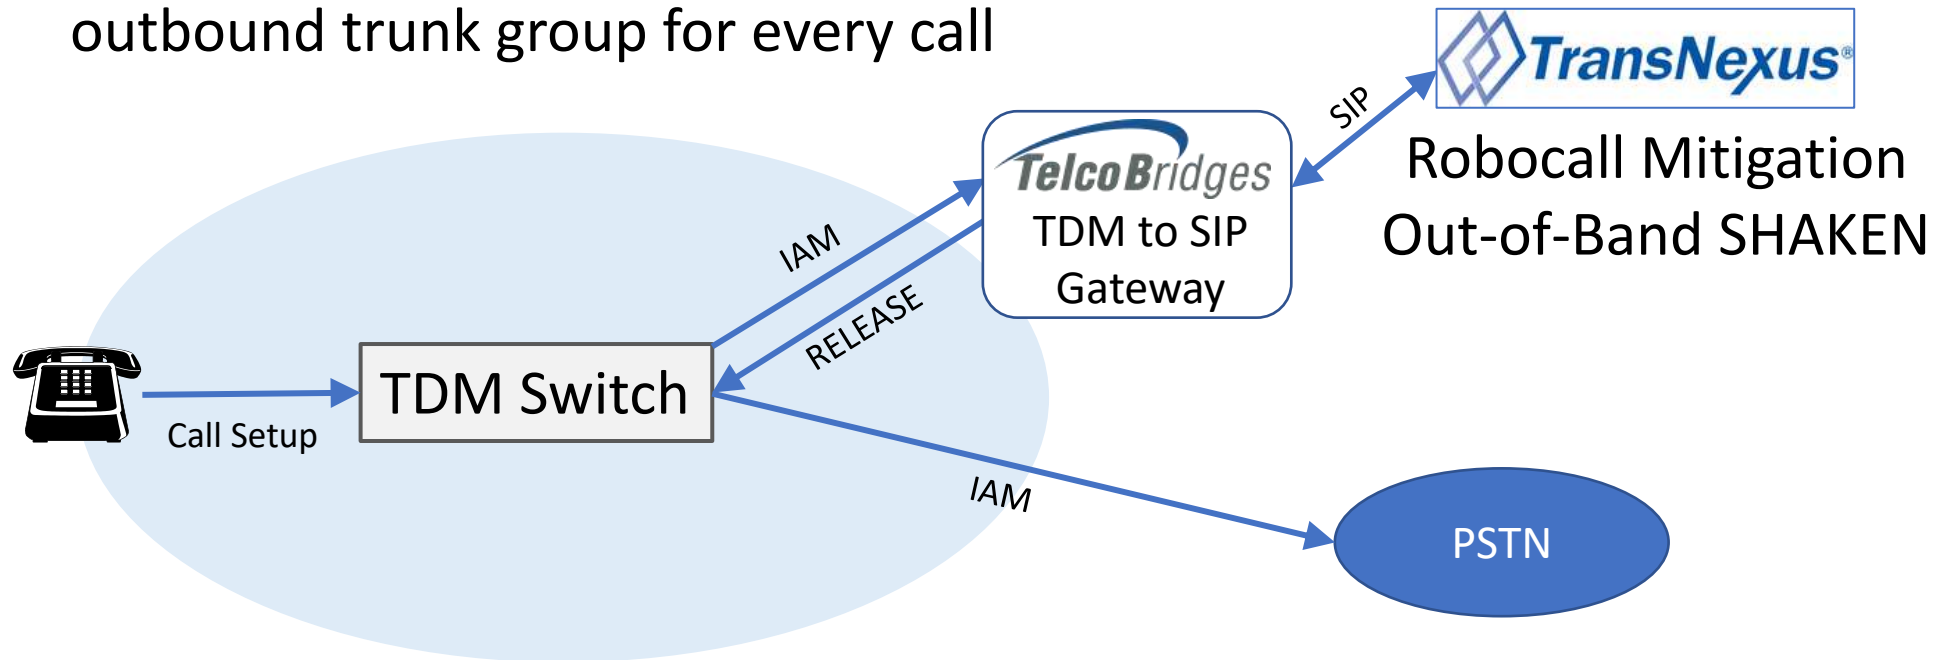 outbound trunk group for every call
TransNexus®
SIP
TelcoBridges
Robocall Mitigation
TDM to SIP
Out-of-Band SHAKEN
IAM
Gateway
RELEASE
TDM Switch
Call Setup
IAM
PSTN